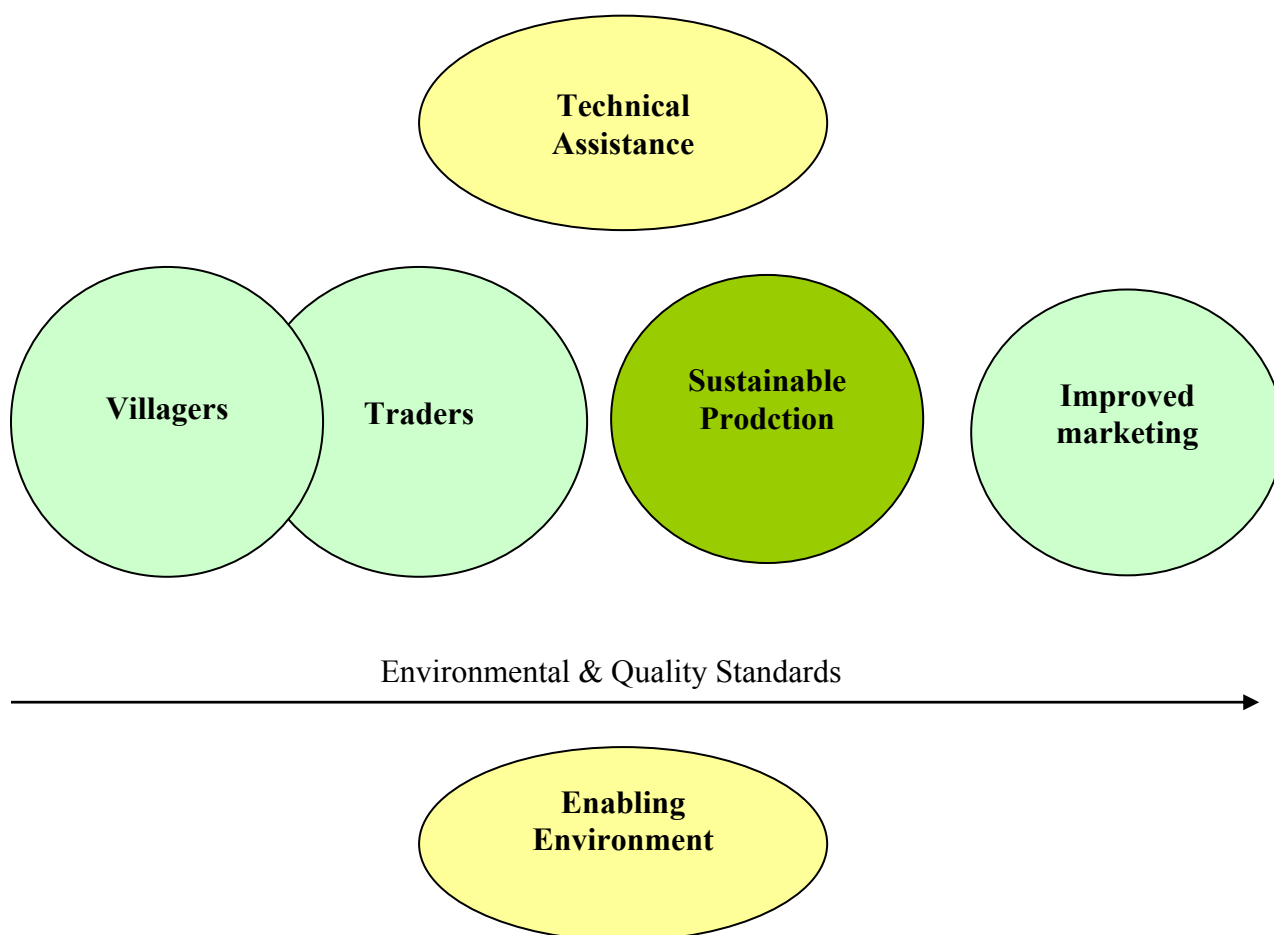 Technical
Assistance
Villagers
Traders
Sustainable
Prodction
Improved
marketing
Environmental & Quality Standards
Enabling
Environment